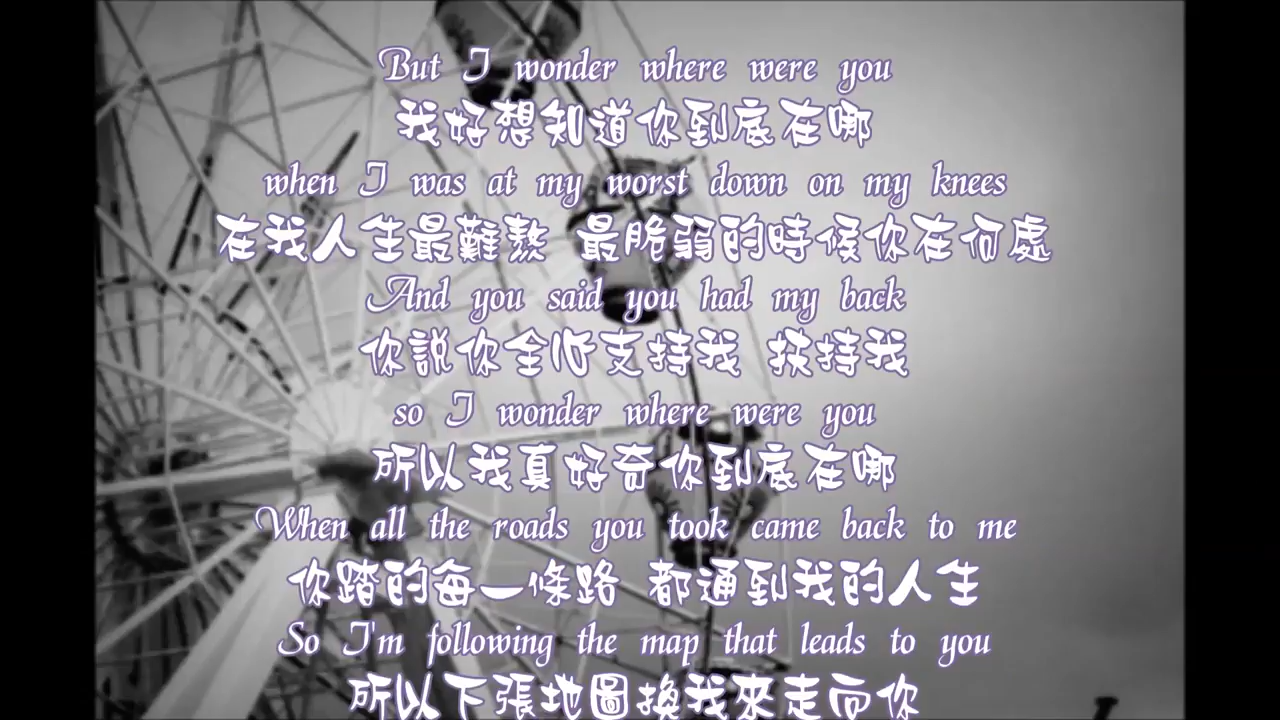 But I wonder where were you
我好想知道你到底在哪
when I was at my worst down on my knees
在我人生最難熬 最脆弱的時候你在何處
And you said you had my back
你說你全心支持我 扶持我
so I wonder where were you
所以我真好奇你到底在哪
When all the roads you took came back to me
你踏的每一條路 都通到我的人生
So I'm following the map that leads to you
所以下張地圖換我來走向你